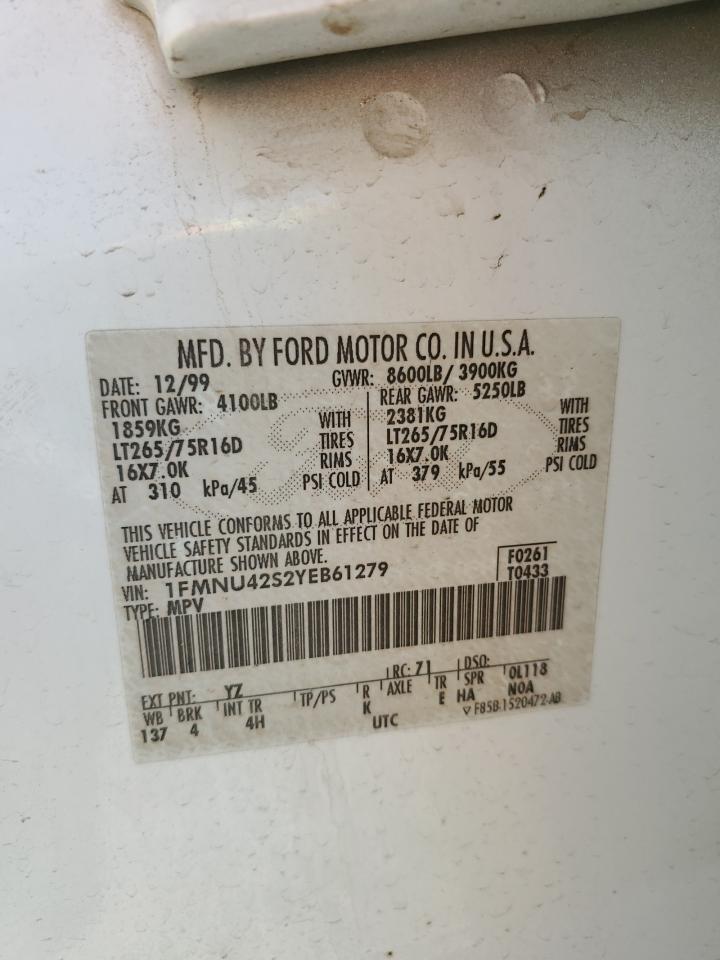 MFD. BY FORD MOTOR CO. IN U.S.A.
DATE: 12/99 GVWR: 8600LB/ 3900KG
FRONT GAWR: 4100LB REAR GAWR: 5250LB
1859KG WITH 2381KG WITH
LT265/75R16D TIRES LT265/75R16D TIRES
16X7.0K RIMS 16X7.0K RIMS
AT 310 kPa/45 PSI COLD AT 379 kPa/55 PSI COLD
THIS VEHICLE CONFORMS TO ALL APPLICABLE FEDERAL MOTOR
VEHICLE SAFETY STANDARDS IN EFFECT ON THE DATE OF
MANUFACTURE SHOWN ABOVE.
VIN: 1FMNU42S2YEB61279 F0261
TYPE: MPV T0433
EXT PNT: YZ RC: 71 DSO:
WB BRK INT TR TP/PS R AXLE TR SPR OL118
137 4 4H K E HA NOA
UTC ▽ F85B-1520472-AB